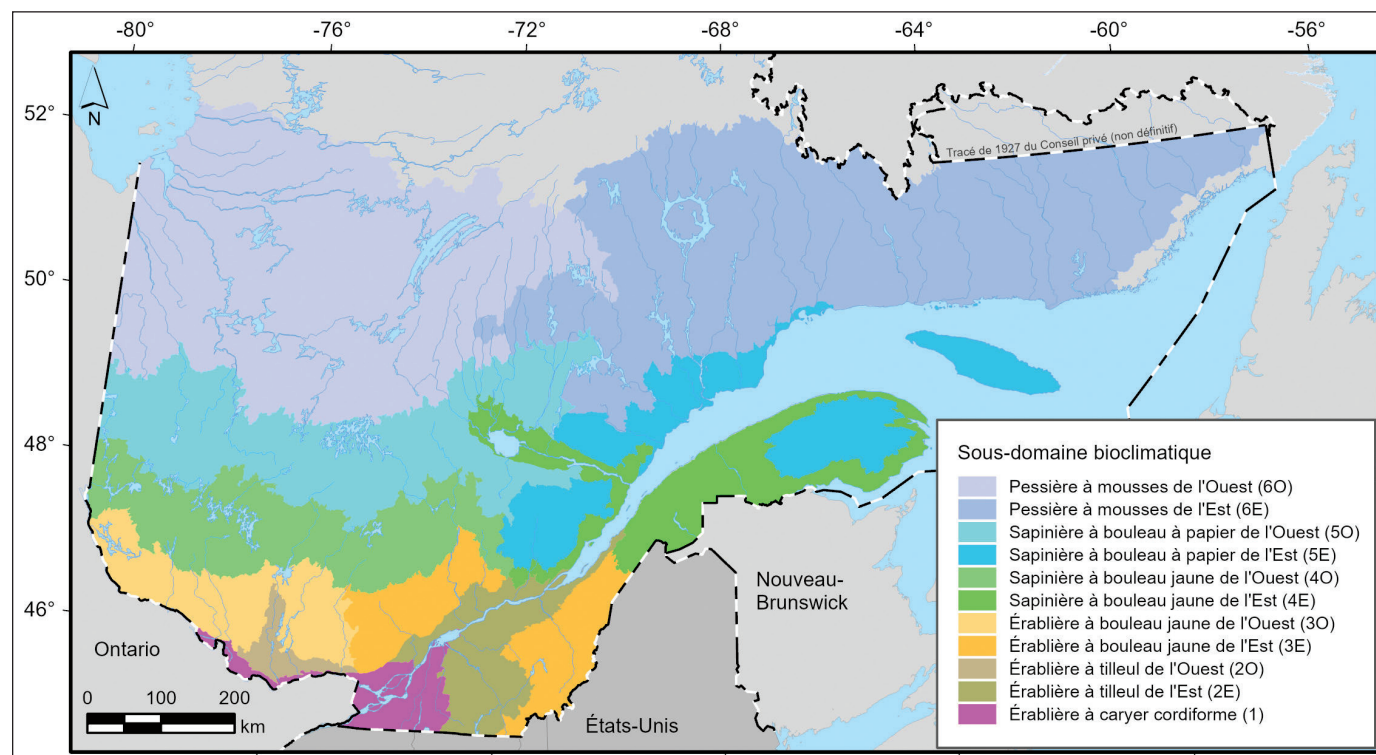 -80° -76° -72° -68° -64° -60° -56°
52°
50°
48°
46°
N
Tracé de 1927 du Conseil privé (non définitif)
Ontario
États-Unis
Nouveau-
Brunswick
0 100 200
km
Sous-domaine bioclimatique
Pessière à mousses de l'Ouest (6O)
Pessière à mousses de l'Est (6E)
Sapinière à bouleau à papier de l'Ouest (5O)
Sapinière à bouleau à papier de l'Est (5E)
Sapinière à bouleau jaune de l'Ouest (4O)
Sapinière à bouleau jaune de l'Est (4E)
Érablière à bouleau jaune de l'Ouest (3O)
Érablière à bouleau jaune de l'Est (3E)
Érablière à tilleul de l'Ouest (2O)
Érablière à tilleul de l'Est (2E)
Érablière à caryer cordiforme (1)